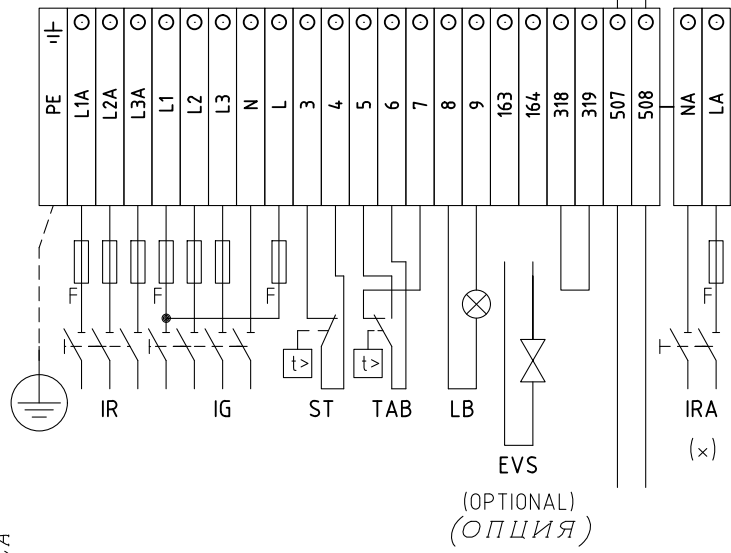 PE L1A L2A L3A L1 L2 L3 N L 3 4 5 6 7 8 9 163 164 318 319 507 508 NA LA
F F F F
t> t>
IR IG ST TAB LB IRA
(x)
EVS
(OPTIONAL)
(ОПЦИЯ)